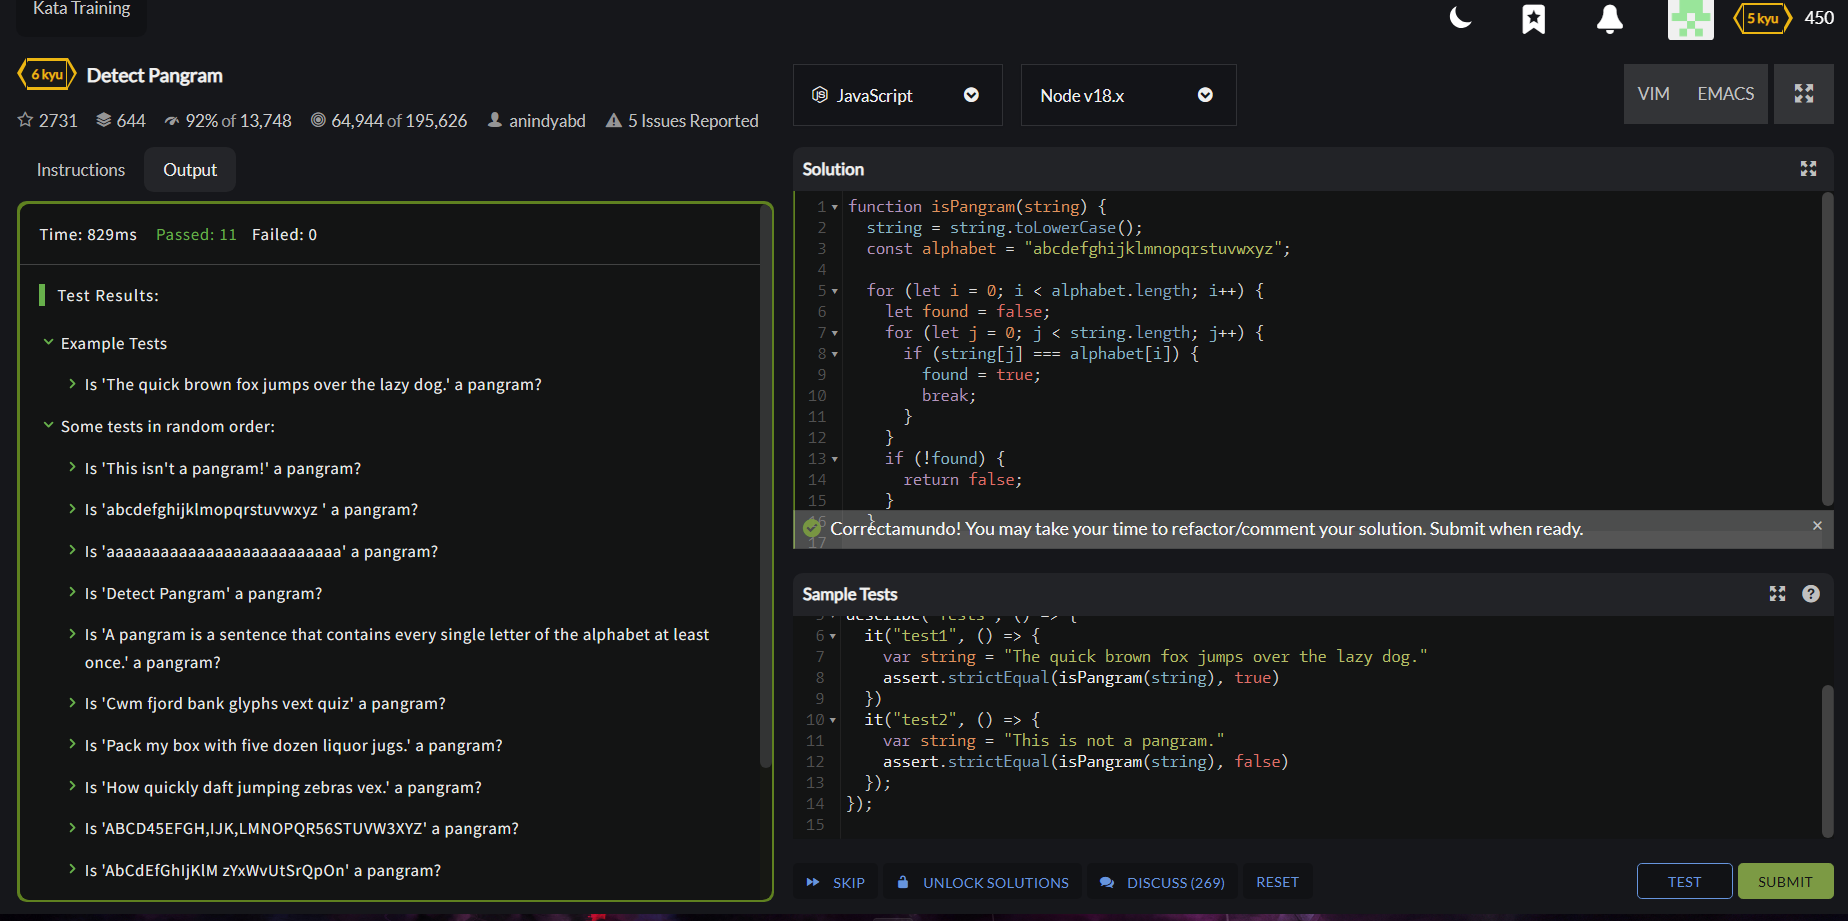 Kata Training
5 kyu 450
6 kyu Detect Pangram
2731 644 92% of 13,748 64,944 of 195,626 anindyabd 5 Issues Reported
Instructions Output
Time: 829ms Passed: 11 Failed: 0
Test Results:
Example Tests
Is 'The quick brown fox jumps over the lazy dog.' a pangram?
Some tests in random order:
Is 'This isn't a pangram!' a pangram?
Is 'abcdefghijklmopqrstuvwxyz ' a pangram?
Is 'aaaaaaaaaaaaaaaaaaaaaaaaaa' a pangram?
Is 'Detect Pangram' a pangram?
Is 'A pangram is a sentence that contains every single letter of the alphabet at least
once.' a pangram?
Is 'Cwm fjord bank glyphs vext quiz' a pangram?
Is 'Pack my box with five dozen liquor jugs.' a pangram?
Is 'How quickly daft jumping zebras vex.' a pangram?
Is 'ABCD45EFGH,IJK,LMNOPQR56STUVW3XYZ' a pangram?
Is 'AbCdEfGhIjKlM zYxWvUtSrQpOn' a pangram?
JavaScript Node v18.x VIM EMACS
Solution
1 function isPangram(string) {
2 string = string.toLowerCase();
3 const alphabet = "abcdefghijklmnopqrstuvwxyz";
4
5 for (let i = 0; i < alphabet.length; i++) {
6 let found = false;
7 for (let j = 0; j < string.length; j++) {
8 if (string[j] === alphabet[i]) {
9 found = true;
10 break;
11 }
12 }
13 if (!found) {
14 return false;
15 }
16 }
Correctamundo! You may take your time to refactor/comment your solution. Submit when ready.
17
Sample Tests
5 describe("Tests", () => {
6 it("test1", () => {
7 var string = "The quick brown fox jumps over the lazy dog."
8 assert.strictEqual(isPangram(string), true)
9 })
10 it("test2", () => {
11 var string = "This is not a pangram."
12 assert.strictEqual(isPangram(string), false)
13 });
14 });
15
SKIP UNLOCK SOLUTIONS DISCUSS (269) RESET TEST SUBMIT